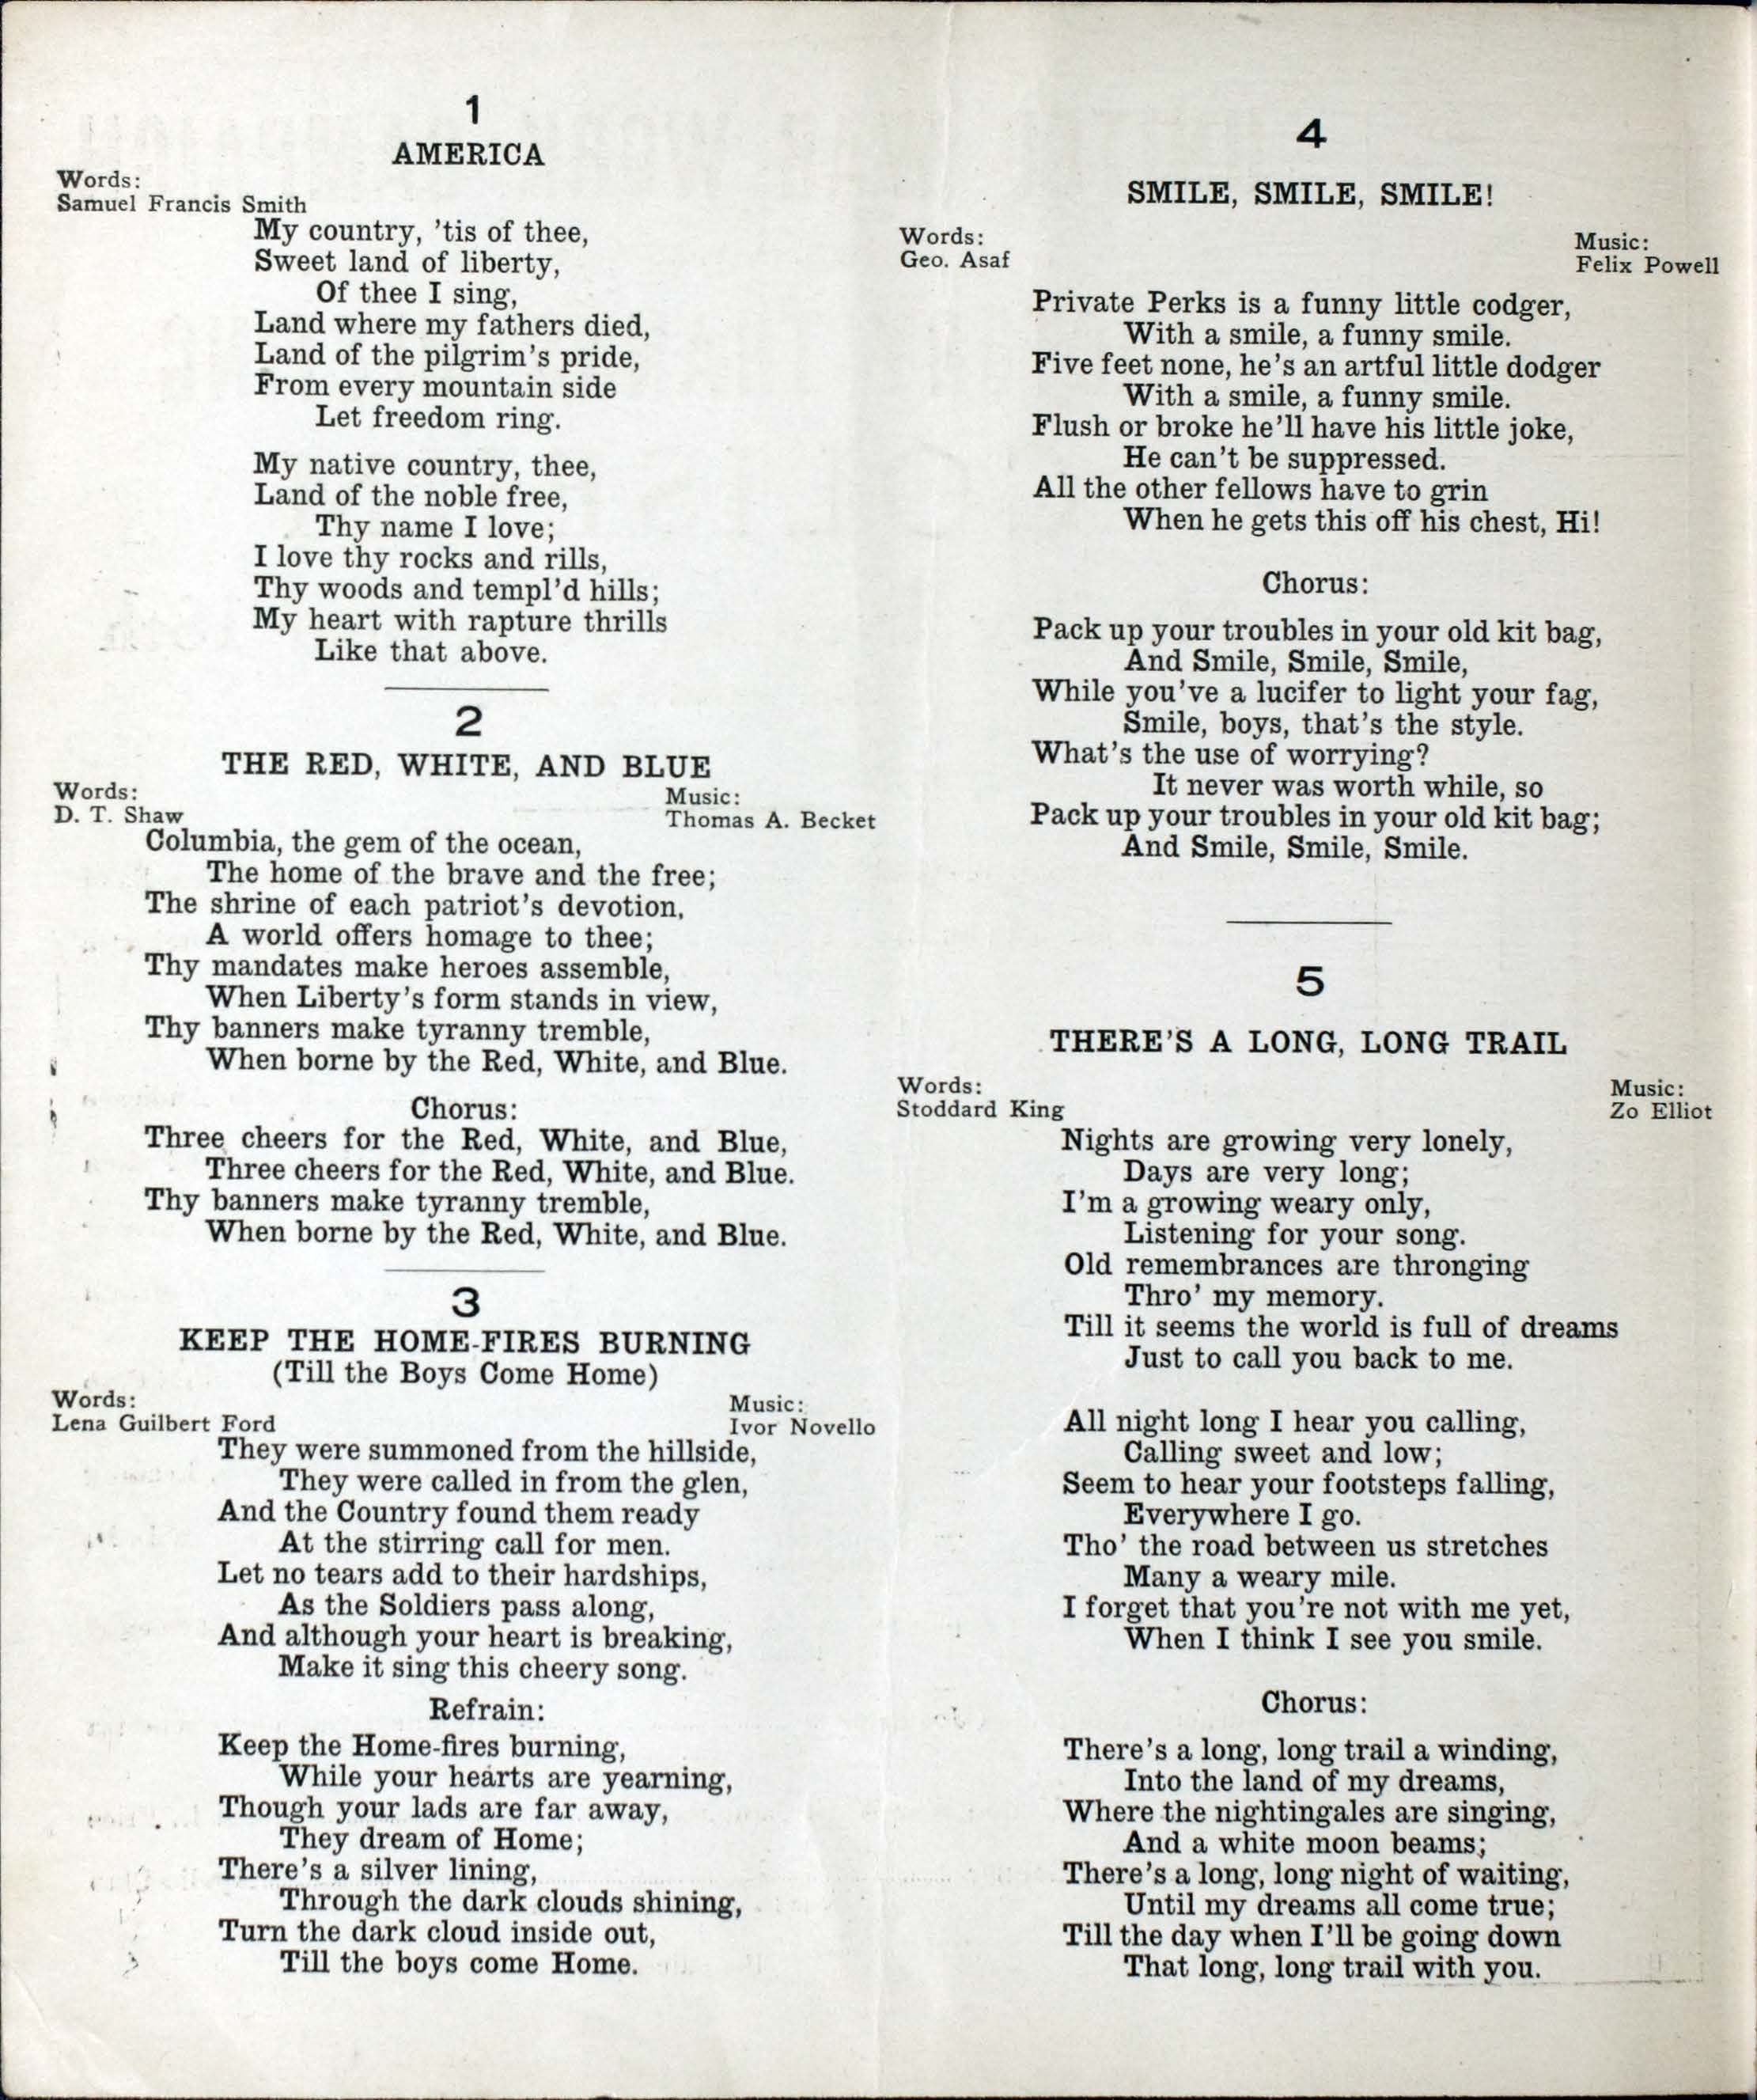 1
AMERICA
Words:
Samuel Francis Smith
My country, 'tis of thee,
Sweet land of liberty,
Of thee I sing,
Land where my fathers died,
Land of the pilgrim's pride,
From every mountain side
Let freedom ring.
My native country, thee,
Land of the noble free,
Thy name I love;
I love thy rocks and rills,
Thy woods and templ'd hills;
My heart with rapture thrills
Like that above.
2
THE RED, WHITE, AND BLUE
Words:
D. T. Shaw
Music:
Thomas A. Becket
Columbia, the gem of the ocean,
The home of the brave and the free;
The shrine of each patriot's devotion,
A world offers homage to thee;
Thy mandates make heroes assemble,
When Liberty's form stands in view,
Thy banners make tyranny tremble,
When borne by the Red, White, and Blue.
Chorus:
Three cheers for the Red, White, and Blue,
Three cheers for the Red, White, and Blue.
Thy banners make tyranny tremble,
When borne by the Red, White, and Blue.
3
KEEP THE HOME-FIRES BURNING
(Till the Boys Come Home)
Words:
Lena Guilbert Ford
Music:
Ivor Novello
They were summoned from the hillside,
They were called in from the glen,
And the Country found them ready
At the stirring call for men.
Let no tears add to their hardships,
As the Soldiers pass along,
And although your heart is breaking,
Make it sing this cheery song.
Refrain:
Keep the Home-fires burning,
While your hearts are yearning,
Though your lads are far away,
They dream of Home;
There's a silver lining,
Through the dark clouds shining,
Turn the dark cloud inside out,
Till the boys come Home.
4
SMILE, SMILE, SMILE!
Words:
Geo. Asaf
Music:
Felix Powell
Private Perks is a funny little codger,
With a smile, a funny smile.
Five feet none, he's an artful little dodger
With a smile, a funny smile.
Flush or broke he'll have his little joke,
He can't be suppressed.
All the other fellows have to grin
When he gets this off his chest, Hi!
Chorus:
Pack up your troubles in your old kit bag,
And Smile, Smile, Smile,
While you've a lucifer to light your fag,
Smile, boys, that's the style.
What's the use of worrying?
It never was worth while, so
Pack up your troubles in your old kit bag;
And Smile, Smile, Smile.
5
THERE'S A LONG, LONG TRAIL
Words:
Stoddard King
Music:
Zo Elliot
Nights are growing very lonely,
Days are very long;
I'm a growing weary only,
Listening for your song.
Old remembrances are thronging
Thro' my memory.
Till it seems the world is full of dreams
Just to call you back to me.
All night long I hear you calling,
Calling sweet and low;
Seem to hear your footsteps falling,
Everywhere I go.
Tho' the road between us stretches
Many a weary mile.
I forget that you're not with me yet,
When I think I see you smile.
Chorus:
There's a long, long trail a winding,
Into the land of my dreams,
Where the nightingales are singing,
And a white moon beams;
There's a long, long night of waiting,
Until my dreams all come true;
Till the day when I'll be going down
That long, long trail with you.